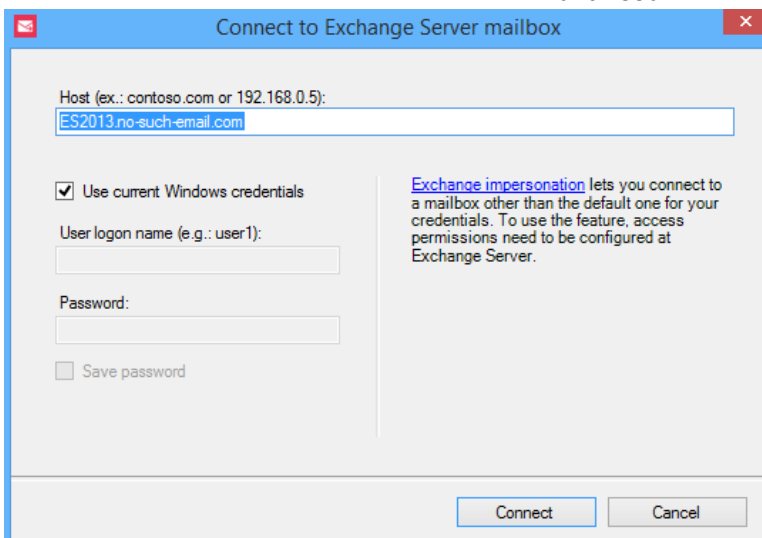 Connect to Exchange Server mailbox
Host (ex.: contoso.com or 192.168.0.5):
ES2013.no-such-email.com
Use current Windows credentials
User logon name (e.g.: user1):
Password:
Save password
Exchange impersonation lets you connect to
a mailbox other than the default one for your
credentials. To use the feature, access
permissions need to be configured at
Exchange Server.
Connect
Cancel